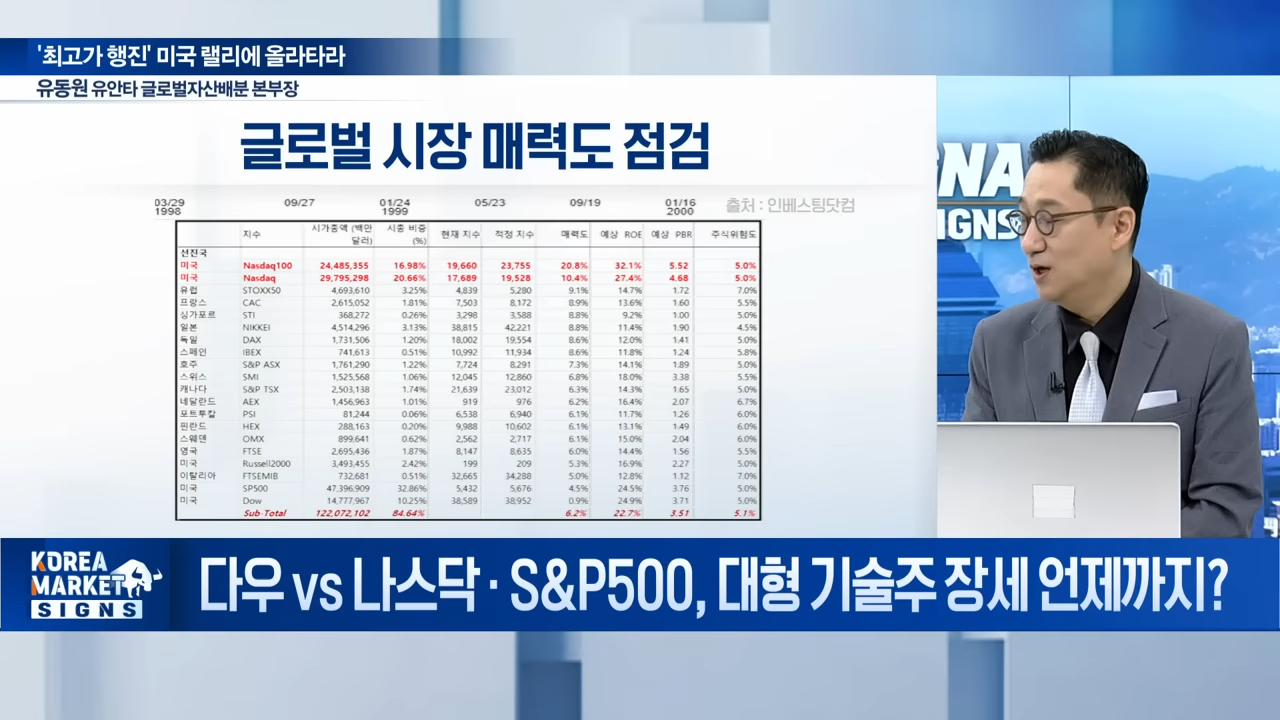 '최고가 행진' 미국 랠리에 올라타라
유동원 유안타 글로벌자산배분 본부장
글로벌 시장 매력도 점검
03/29 1998 09/27 01/24 1999 05/23 09/19 01/16 2000
출처 : 인베스팅닷컴
지수 시가총액 (백만 달러) 시총 비중 (%) 현재 지수 적정 지수 매력도 예상 ROE 예상 PBR 주식위험도
선진국
미국 Nasdaq100 24,485,355 16.98% 19,660 23,755 20.8% 32.1% 5.52 5.0%
미국 Nasdaq 29,795,298 20.66% 17,689 19,528 10.4% 27.4% 4.68 5.0%
유럽 STOXX50 4,693,610 3.25% 4,839 5,280 9.1% 14.7% 1.72 7.0%
프랑스 CAC 2,615,052 1.81% 7,503 8,172 8.9% 13.6% 1.60 5.5%
싱가포르 STI 368,272 0.26% 3,298 3,588 8.8% 9.2% 1.00 5.0%
일본 NIKKEI 4,514,296 3.13% 38,815 42,221 8.8% 11.4% 1.90 4.5%
독일 DAX 1,731,506 1.20% 18,002 19,554 8.6% 12.0% 1.41 5.0%
스페인 IBEX 741,613 0.51% 10,992 11,934 8.6% 11.8% 1.24 5.8%
호주 S&P ASX 1,761,290 1.22% 7,724 8,291 7.3% 14.1% 1.89 5.0%
스위스 SMI 1,525,568 1.06% 12,045 12,860 6.8% 18.0% 3.38 5.5%
캐나다 S&P TSX 2,503,138 1.74% 21,639 23,012 6.3% 14.3% 1.65 5.0%
네덜란드 AEX 1,456,963 1.01% 919 976 6.2% 16.4% 2.07 6.7%
포트투칼 PSI 81,244 0.06% 6,538 6,940 6.1% 11.7% 1.26 6.0%
핀란드 HEX 288,163 0.20% 9,988 10,602 6.1% 13.1% 1.49 6.0%
스웨덴 OMX 899,641 0.62% 2,562 2,717 6.1% 15.0% 2.04 6.0%
영국 FTSE 2,695,436 1.87% 8,147 8,635 6.0% 14.4% 1.56 5.5%
미국 Russell2000 3,493,455 2.42% 199 209 5.3% 16.9% 2.27 5.0%
이탈리아 FTSEMIB 732,681 0.51% 32,665 34,288 5.0% 12.8% 1.12 7.0%
미국 SP500 47,396,909 32.86% 5,432 5,676 4.5% 24.5% 3.76 5.0%
미국 Dow 14,777,967 10.25% 38,589 38,952 0.9% 24.9% 3.71 5.0%
Sub-Total 122,072,102 84.64% 6.2% 22.7% 3.51 5.1%
GNA
IGNS
KOREA
MARKET
SIGNS
다우 vs 나스닥·S&P500, 대형 기술주 장세 언제까지?